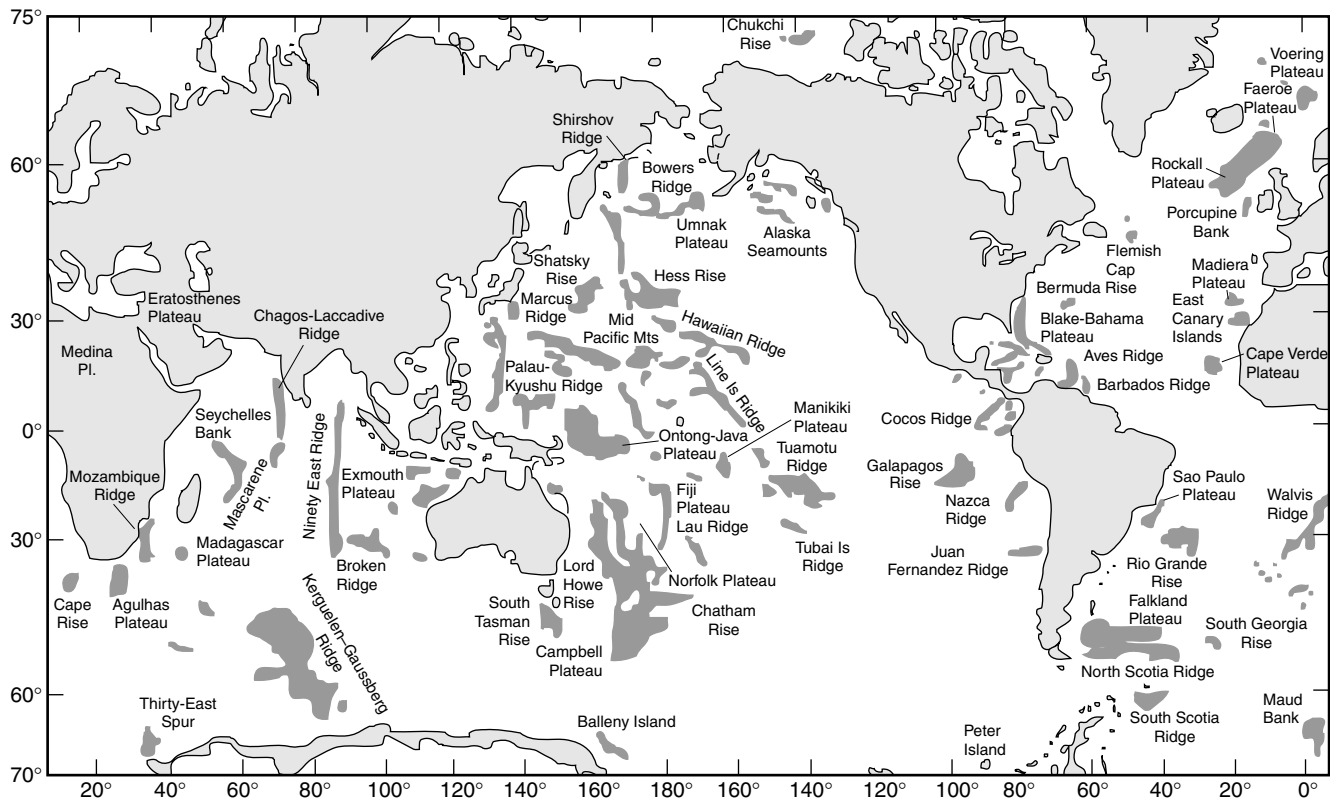 75°
Chukchi
Rise
Voering
Plateau
Faeroe
Plateau
Shirshov
Ridge
60°
Bowers
Ridge
Rockall
Plateau
Umnak
Plateau
Alaska
Seamounts
Porcupine
Bank
Flemish
Cap
Shatsky
Rise
Hess Rise
Madiera
Plateau
Bermuda Rise
Eratosthenes
Plateau
Marcus
Ridge
East
Canary
Islands
Chagos-Laccadive
Ridge
30°
Mid
Pacific Mts
Hawaiian Ridge
Blake-Bahama
Plateau
Medina
Pl.
Aves Ridge
Cape Verde
Plateau
Palau-
Kyushu Ridge
Line Is Ridge
Barbados Ridge
Seychelles
Bank
Manikiki
Plateau
Cocos Ridge
0°
Ontong-Java
Plateau
Tuamotu
Ridge
Mozambique
Ridge
Mascarene
Pl.
Ninety East Ridge
Exmouth
Plateau
Galapagos
Rise
Sao Paulo
Plateau
Fiji
Plateau
Lau Ridge
Nazca
Ridge
Walvis
Ridge
30°
Madagascar
Plateau
Broken
Ridge
Lord
Howe
Rise
Norfolk Plateau
Tubai Is
Ridge
Juan
Fernandez Ridge
Rio Grande
Rise
Cape
Rise
Agulhas
Plateau
Kerguelen–Gaussberg
Ridge
South
Tasman
Rise
Chatham
Rise
Falkland
Plateau
South Georgia
Rise
Campbell
Plateau
North Scotia Ridge
60°
Thirty-East
Spur
Balleny Island
Peter
Island
South Scotia
Ridge
Maud
Bank
70°
20° 40° 60° 80° 100° 120° 140° 160° 180° 160° 140° 120° 100° 80° 60° 40° 20° 0°